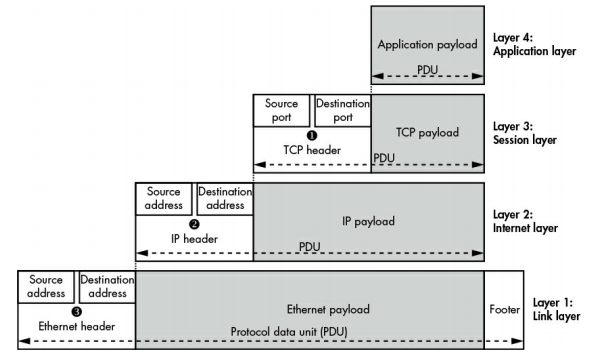 Application payload
PDU
Layer 4:
Application layer
Source
port
Destination
port
❶
TCP header
TCP payload
PDU
Layer 3:
Session layer
Source
address
Destination
address
❷
IP header
IP payload
PDU
Layer 2:
Internet layer
Source
address
Destination
address
❸
Ethernet header
Ethernet payload
Protocol data unit (PDU)
Footer
Layer 1:
Link layer